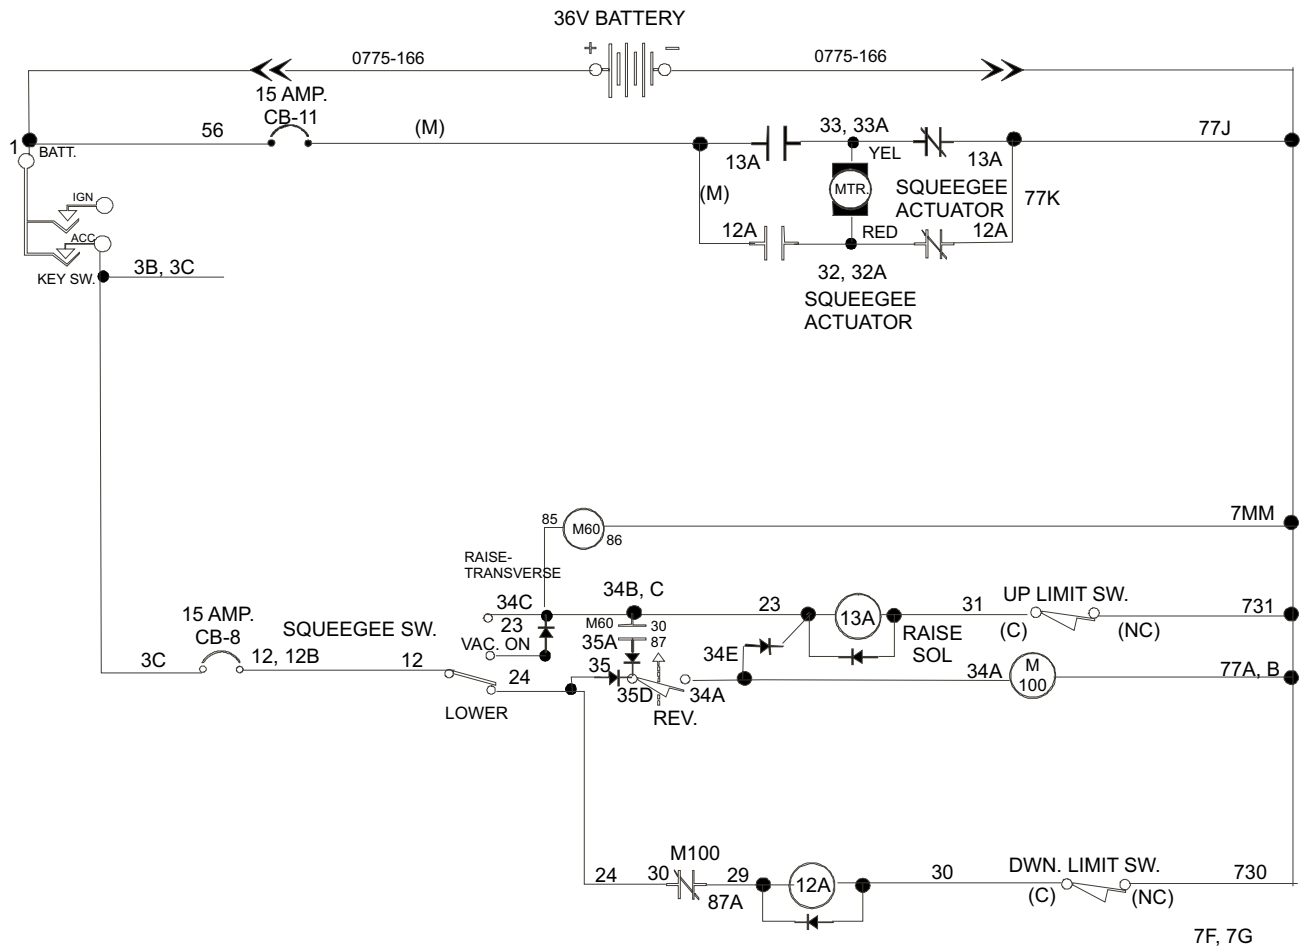 36V BATTERY
+ −
0775-166
0775-166
15 AMP.
CB-11
56
(M)
33, 33A
77J
1
BATT.
13A
YEL
13A
IGN
(M)
MTR.
SQUEEGEE
ACTUATOR
77K
ACC
12A
RED
12A
KEY SW.
3B, 3C
32, 32A
SQUEEGEE
ACTUATOR
85
M60
86
7MM
RAISE-
TRANSVERSE
34C
34B, C
23
13A
31
UP LIMIT SW.
(C)
(NC)
731
15 AMP.
CB-8
SQUEEGEE SW.
23
VAC. ON
M60
30
35A
87
RAISE
SOL
34E
3C
12, 12B
12
24
35
35D
34A
34A
M
100
77A, B
LOWER
REV.
M100
24
30
29
87A
12A
30
DWN. LIMIT SW.
(C)
(NC)
730
7F, 7G